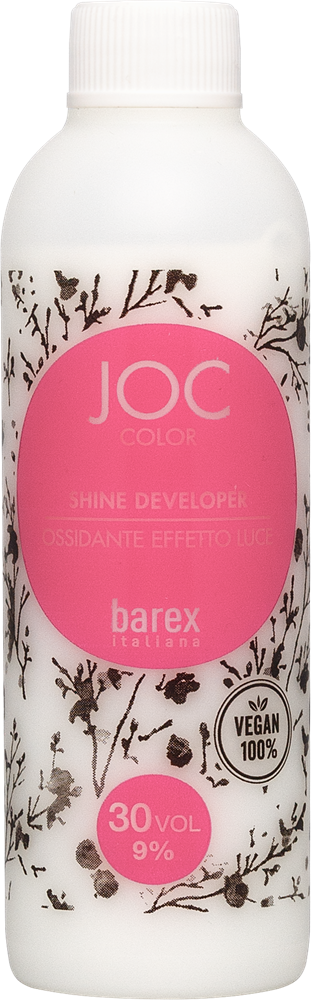 JOC
COLOR
SHINE DEVELOPER
OSSIDANTE EFFETTO LUCE
barex
italiana
VEGAN
100%
30 VOL
9%